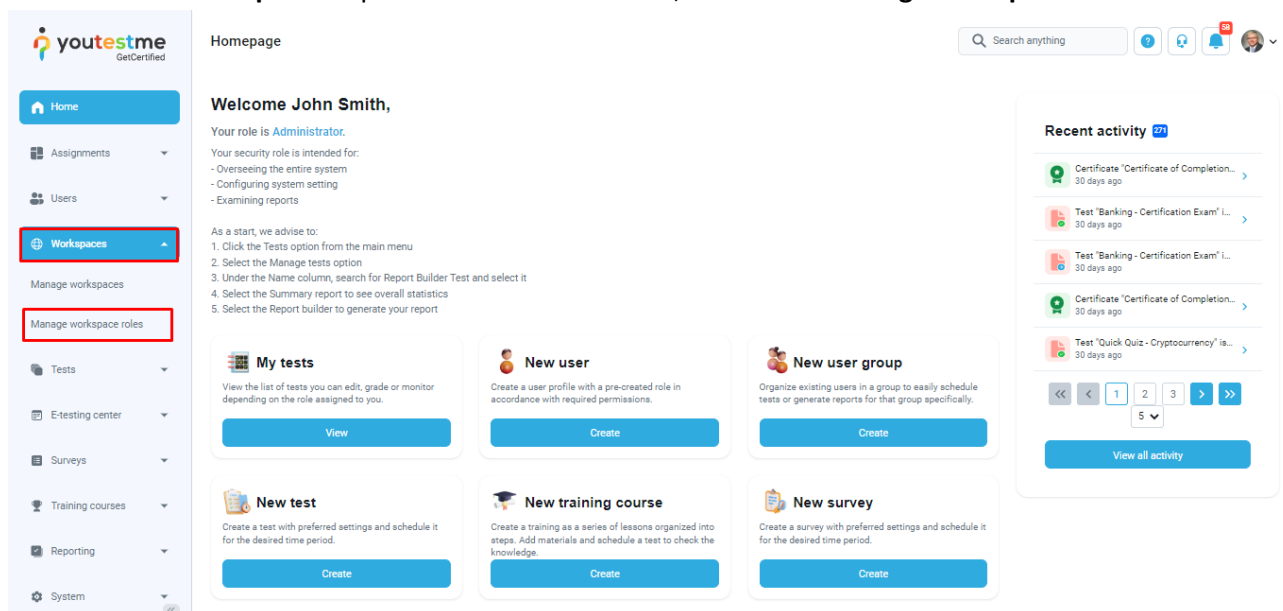 youtestme
GetCertified
Homepage
Search anything
?
58
Home
Assignments
Users
Workspaces
Manage workspaces
Manage workspace roles
Tests
E-testing center
Surveys
Training courses
Reporting
System
Welcome John Smith,
Your role is Administrator.
Your security role is intended for:
- Overseeing the entire system
- Configuring system setting
- Examining reports
As a start, we advise to:
1. Click the Tests option from the main menu
2. Select the Manage tests option
3. Under the Name column, search for Report Builder Test and select it
4. Select the Summary report to see overall statistics
5. Select the Report builder to generate your report
My tests
View the list of tests you can edit, grade or monitor
depending on the role assigned to you.
View
New user
Create a user profile with a pre-created role in
accordance with required permissions.
Create
New user group
Organize existing users in a group to easily schedule
tests or generate reports for that group specifically.
Create
New test
Create a test with preferred settings and schedule it
for the desired time period.
Create
New training course
Create a training as a series of lessons organized into
steps. Add materials and schedule a test to check the
knowledge.
Create
New survey
Create a survey with preferred settings and schedule it
for the desired time period.
Create
Recent activity 271
Certificate "Certificate of Completion...
30 days ago
Test "Banking - Certification Exam" i...
30 days ago
Test "Banking - Certification Exam" i...
30 days ago
Certificate "Certificate of Completion...
30 days ago
Test "Quick Quiz - Cryptocurrency" is...
30 days ago
1 2 3
5
View all activity